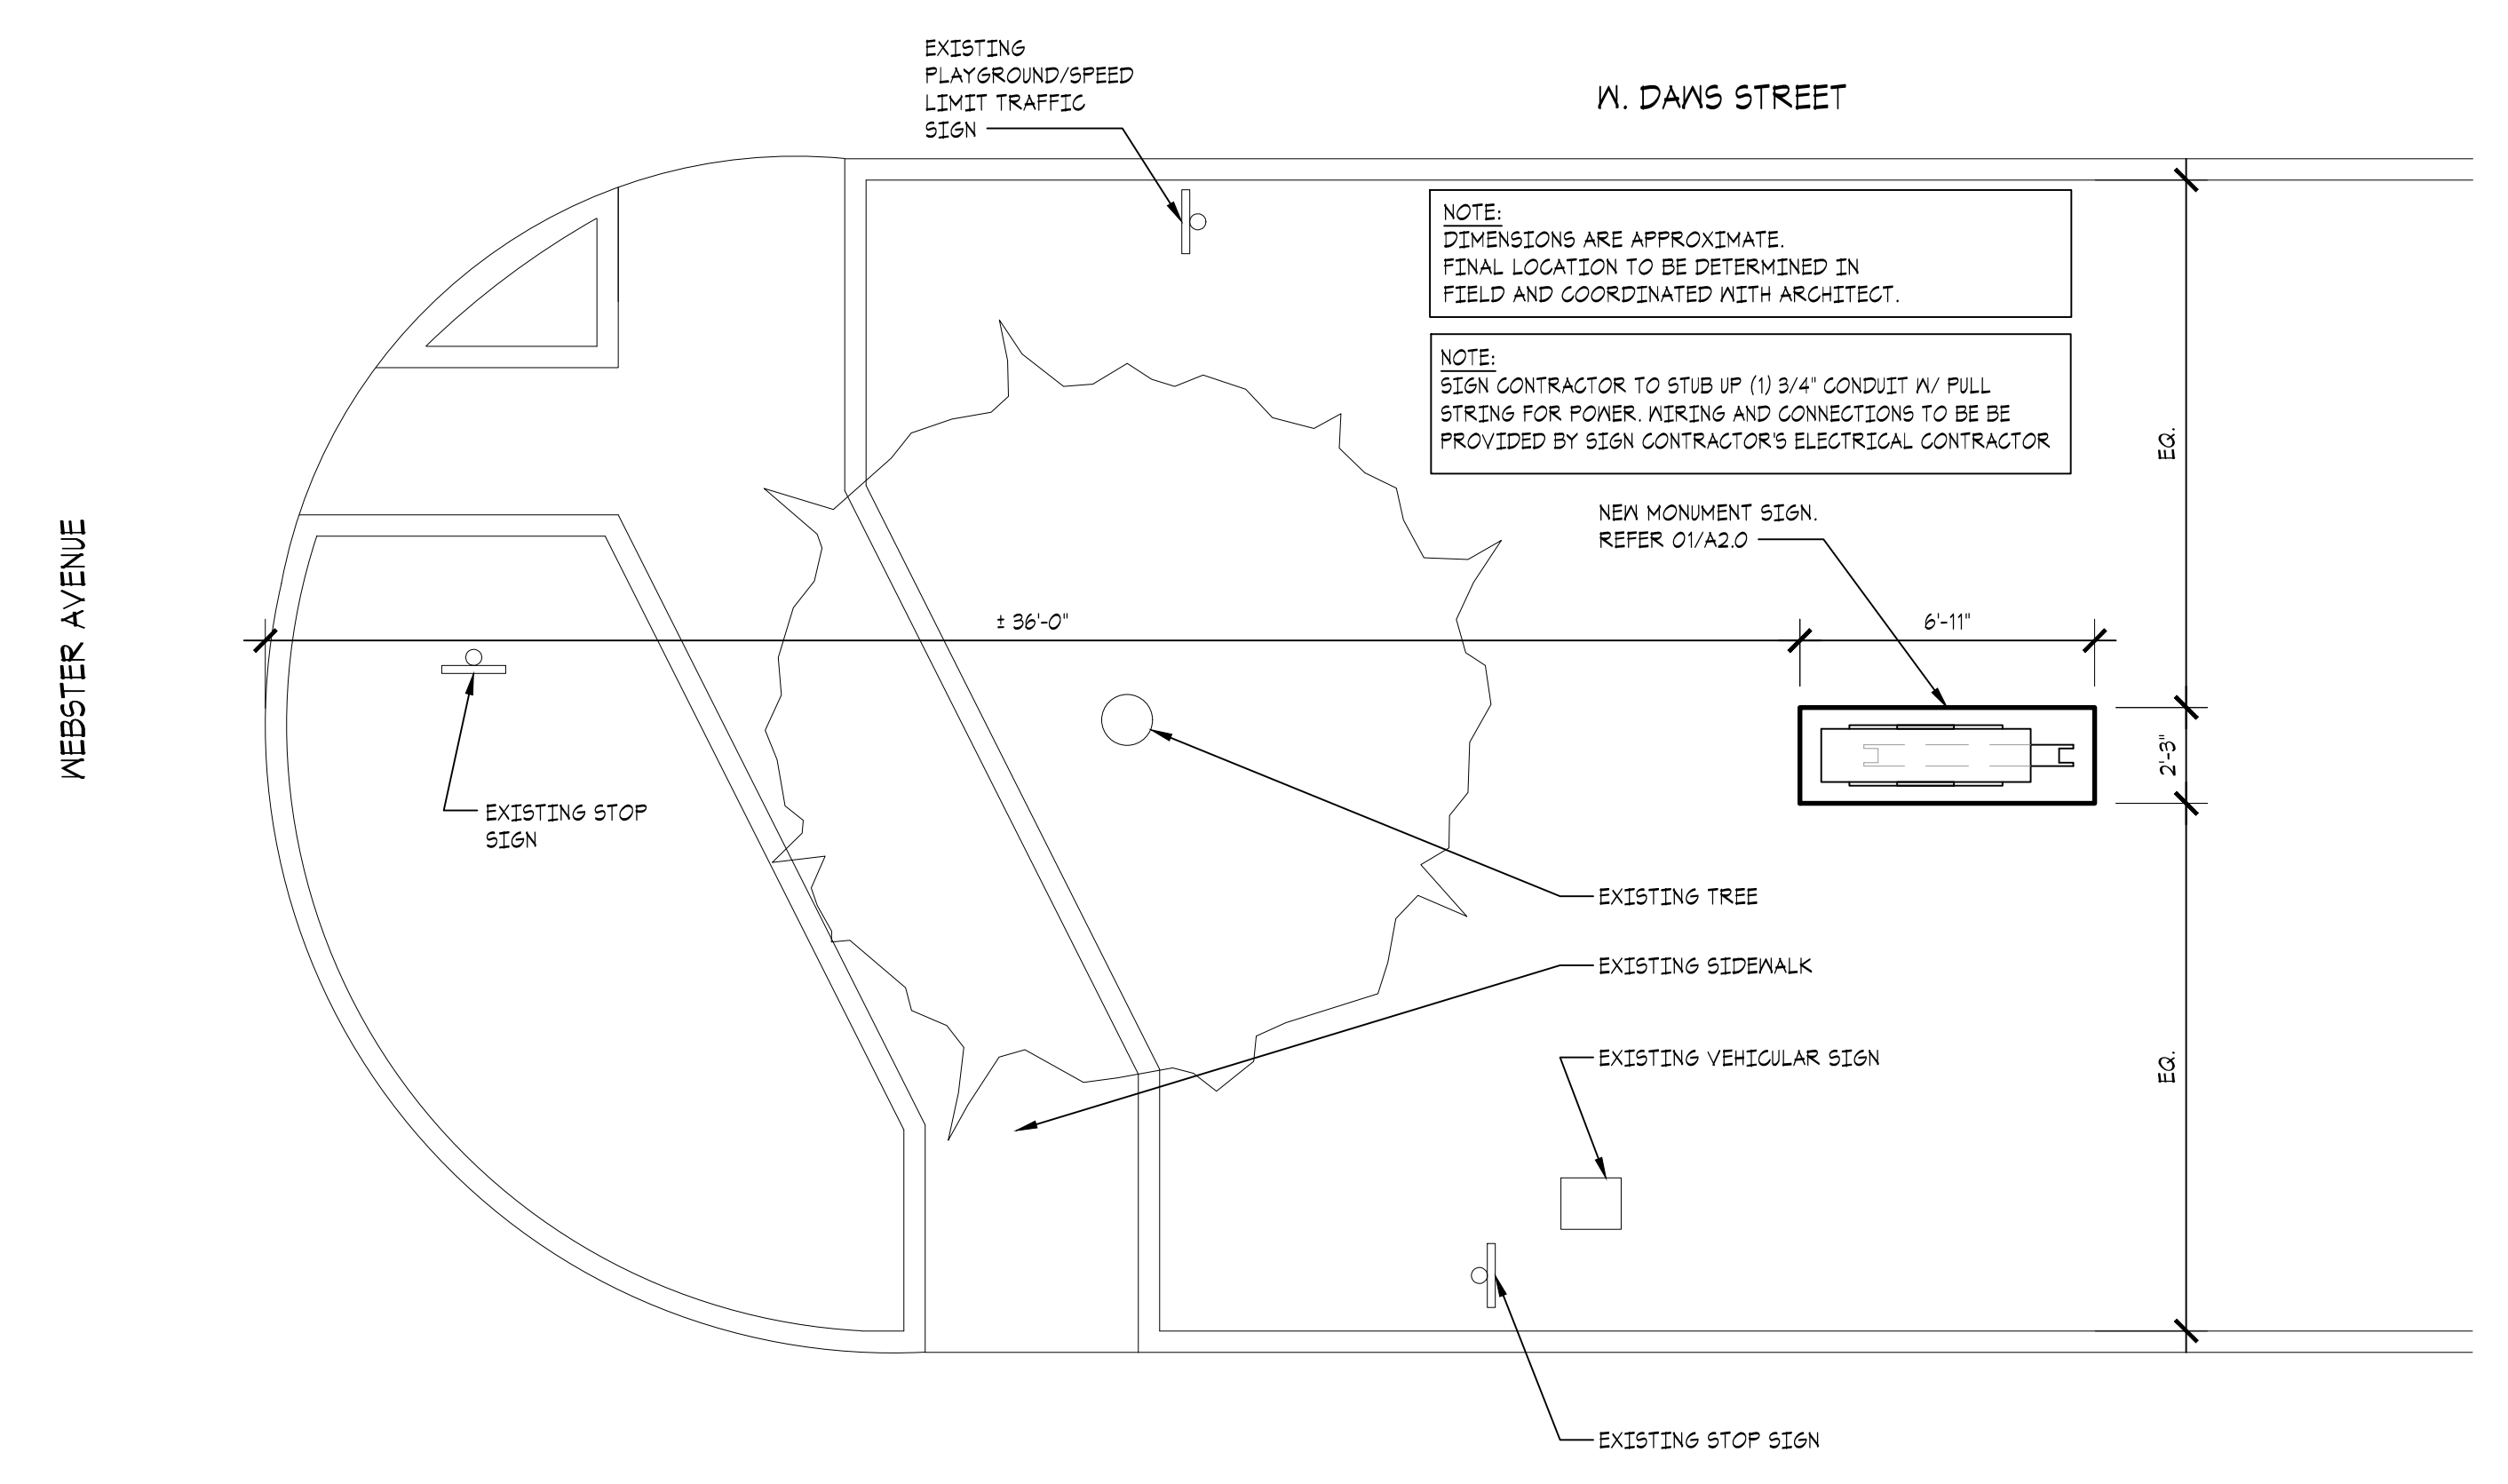 EXISTING
PLAYGROUND/SPEED
LIMIT TRAFFIC
SIGN
W. DAWS STREET
NOTE:
DIMENSIONS ARE APPROXIMATE.
FINAL LOCATION TO BE DETERMINED IN
FIELD AND COORDINATED WITH ARCHITECT.
NOTE:
SIGN CONTRACTOR TO STUB UP (1) 3/4" CONDUIT W/ PULL
STRING FOR POWER. WIRING AND CONNECTIONS TO BE BE
PROVIDED BY SIGN CONTRACTOR'S ELECTRICAL CONTRACTOR
EQ.
NEW MONUMENT SIGN.
REFER 01/A2.0
WEBSTER AVENUE
± 36'-0"
6'-11"
2'-3"
EXISTING STOP
SIGN
EXISTING TREE
EXISTING SIDEWALK
EXISTING VEHICULAR SIGN
EQ.
EXISTING STOP SIGN